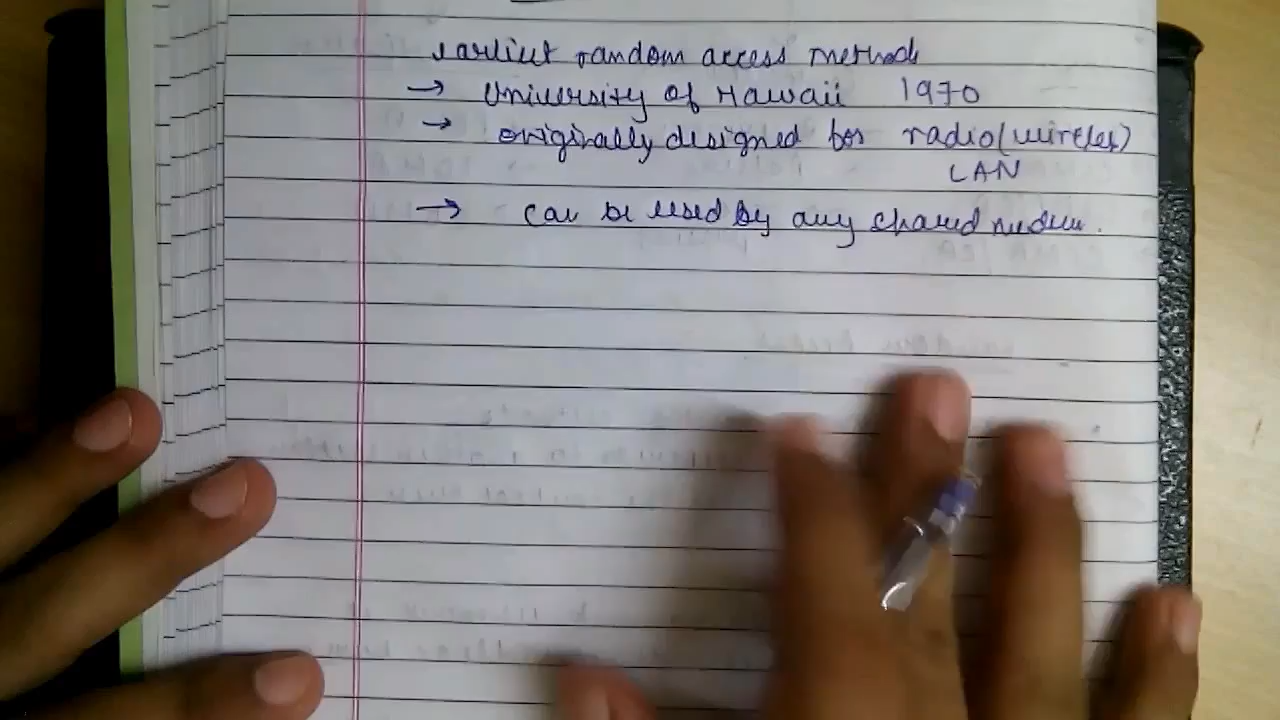 earliest random access methods
→ University of Hawaii 1970
→ originally designed for radio(wireless)
LAN
→ can be used by any shared medium.